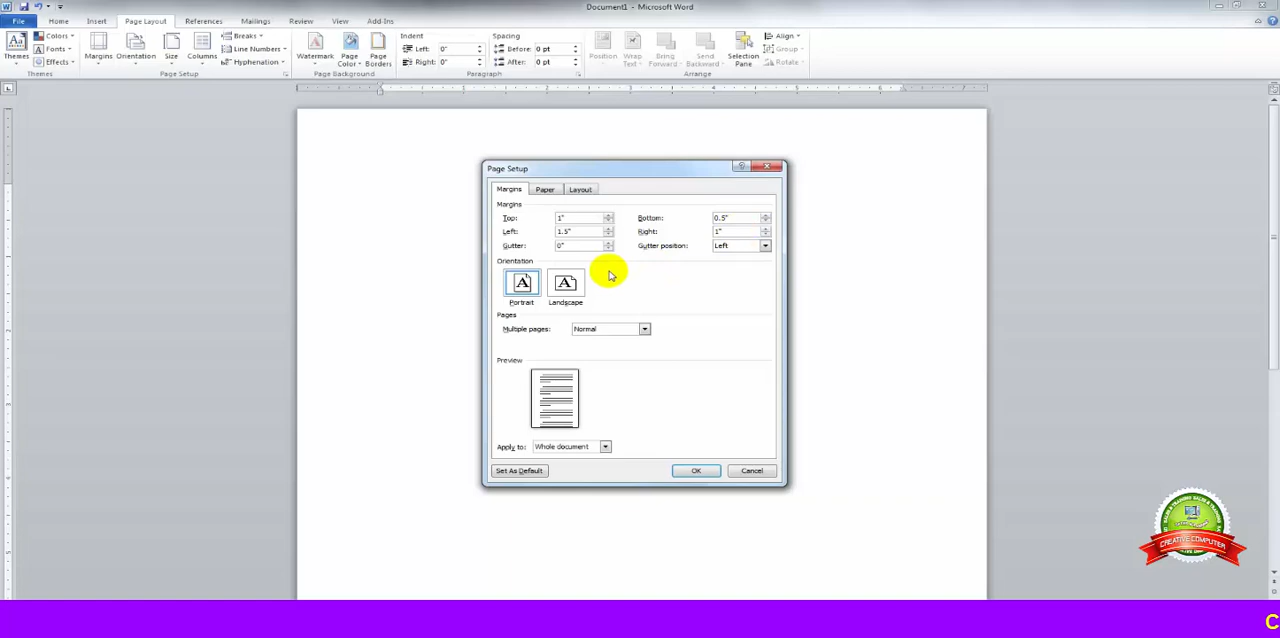 Document1 - Microsoft Word
File Home Insert Page Layout References Mailings Review View Add-Ins
Themes
Colors
Fonts
Effects
Themes
Margins Orientation Size Columns
Breaks
Line Numbers
Hyphenation
Page Setup
Watermark Page Color Page Borders
Page Background
Indent
Left: 0"
Right: 0"
Spacing
Before: 0 pt
After: 0 pt
Paragraph
Position Wrap Text Bring Forward Send Backward Selection Pane
Align
Group
Rotate
Arrange
Page Setup
Margins Paper Layout
Margins
Top: 1" Bottom: 0.5"
Left: 1.5" Right: 1"
Gutter: 0" Gutter position: Left
Orientation
Portrait Landscape
Pages
Multiple pages: Normal
Preview
Apply to: Whole document
Set As Default OK Cancel
CREATIVE COMPUTER
C